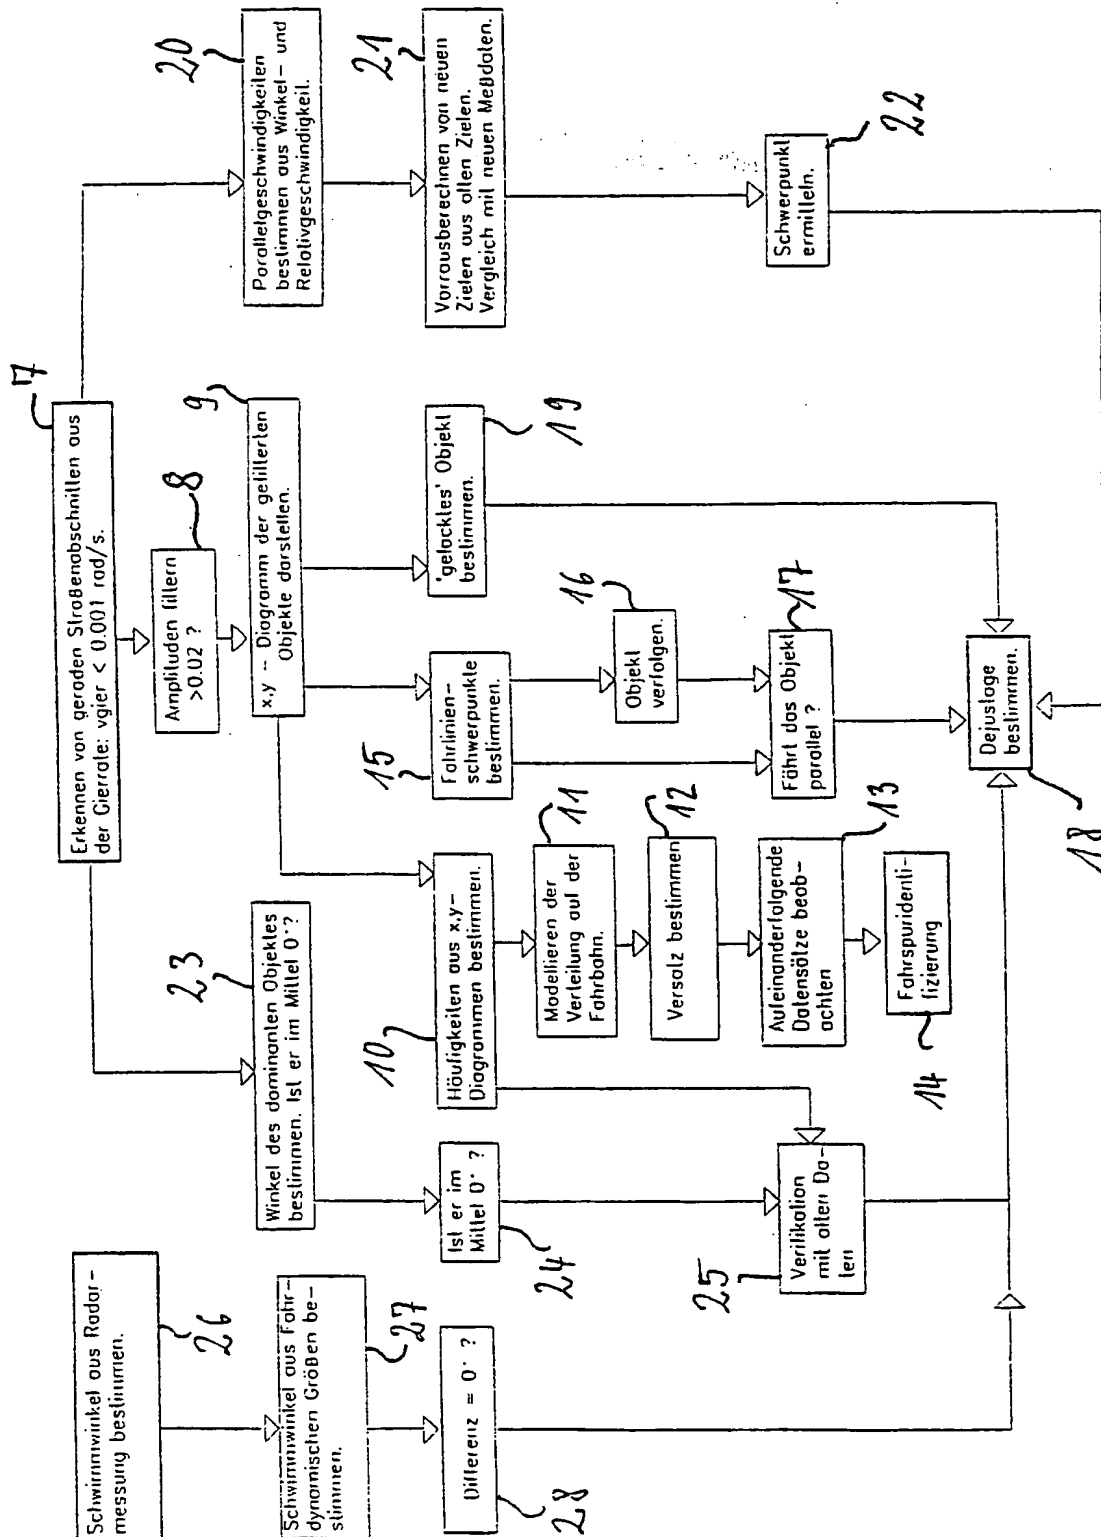 7
Erkennen von geraden Straßenabschnitten aus
der Gierrate: vgier < 0.001 rad/s.
8
Amplituden filtern
>0.02 ?
9
x,y - Diagramm der gefilterten
Objekte darstellen.
20
Parallelgeschwindigkeiten
bestimmen aus Winkel- und
Relativgeschwindigkeit.
21
Vorrausberechnen von neuen
Zielen aus alten Zielen.
Vergleich mit neuen Meßdaten.
22
Schwerpunkt
ermitteln.
19
'gelocktes' Objekt
bestimmen.
15
Fahrlinien-
schwerpunkte
bestimmen.
16
Objekt
verfolgen.
17
Fährt das Objekt
parallel ?
10
Häufigkeiten aus x,y-
Diagrammen bestimmen.
11
Modellieren der
Verteilung auf der
Fahrbahn.
12
Versatz bestimmen
13
Aufeinanderfolgende
Datensätze beob-
achten
14
Fahrspuridenti-
fizierung
23
Winkel des dominanten Objektes
bestimmen. Ist er im Mittel 0°?
24
Ist er im
Mittel 0° ?
25
Verifikation
mit alten Da-
ten
26
Schwimmwinkel aus Radar-
messung bestimmen.
27
Schwimmwinkel aus Fahr-
dynamischen Größen be-
stimmen.
28
Differenz = 0° ?
18
Dejustage
bestimmen.